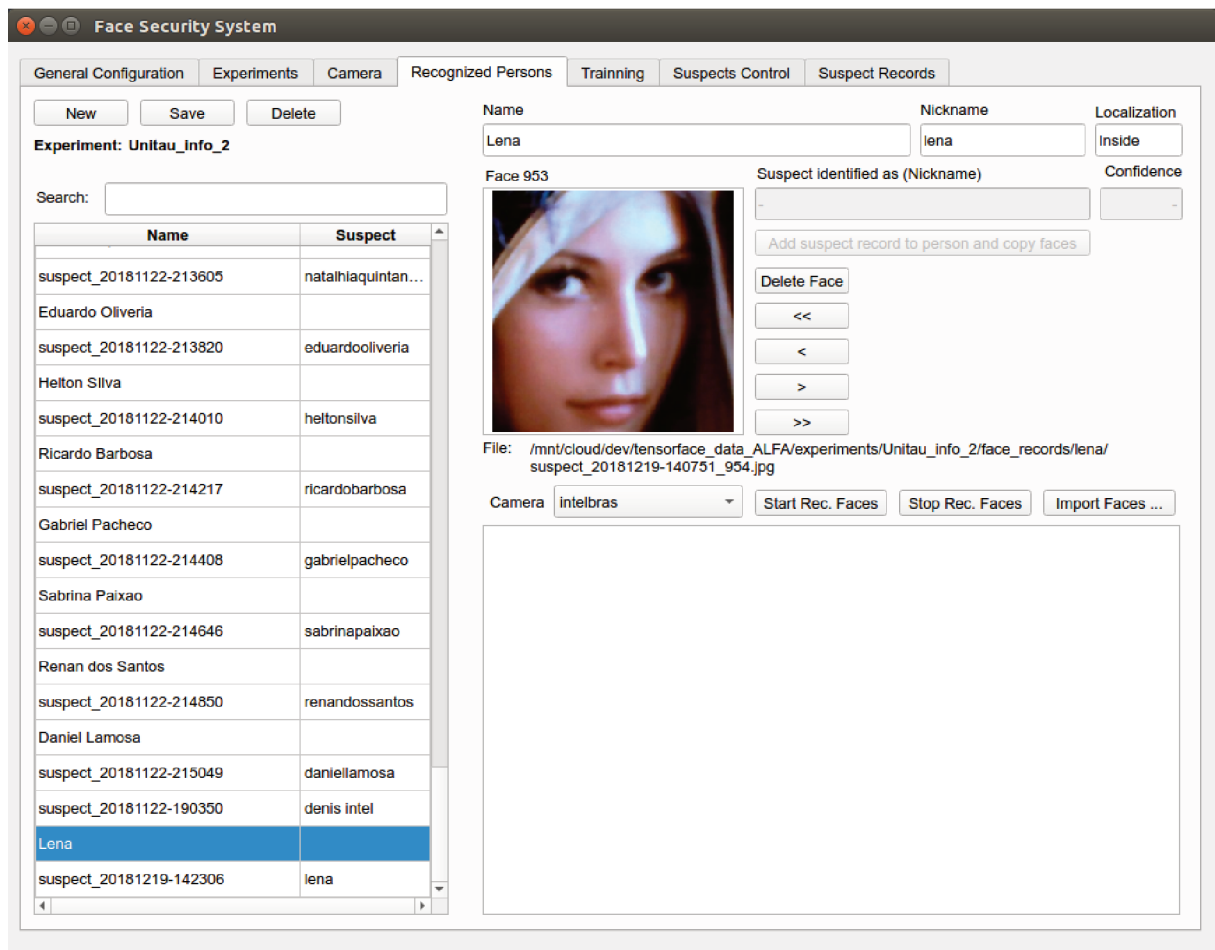 Face Security System
General Configuration Experiments Camera Recognized Persons Trainning Suspects Control Suspect Records
New Save Delete
Experiment: Unitau_info_2
Search:
Name Suspect
suspect_20181122-213605 natalhiaquintan...
Eduardo Oliveria
suspect_20181122-213820 eduardooliveria
Helton SIlva
suspect_20181122-214010 heltonsilva
Ricardo Barbosa
suspect_20181122-214217 ricardobarbosa
Gabriel Pacheco
suspect_20181122-214408 gabrielpacheco
Sabrina Paixao
suspect_20181122-214646 sabrinapaixao
Renan dos Santos
suspect_20181122-214850 renandossantos
Daniel Lamosa
suspect_20181122-215049 daniellamosa
suspect_20181122-190350 denis intel
Lena
suspect_20181219-142306 lena
Name Nickname Localization
Lena lena Inside
Face 953 Suspect identified as (Nickname) Confidence
- -
Add suspect record to person and copy faces
Delete Face
<<
<
>
>>
File: /mnt/cloud/dev/tensorface_data_ALFA/experiments/Unitau_info_2/face_records/lena/
suspect_20181219-140751_954.jpg
Camera intelbras Start Rec. Faces Stop Rec. Faces Import Faces ...